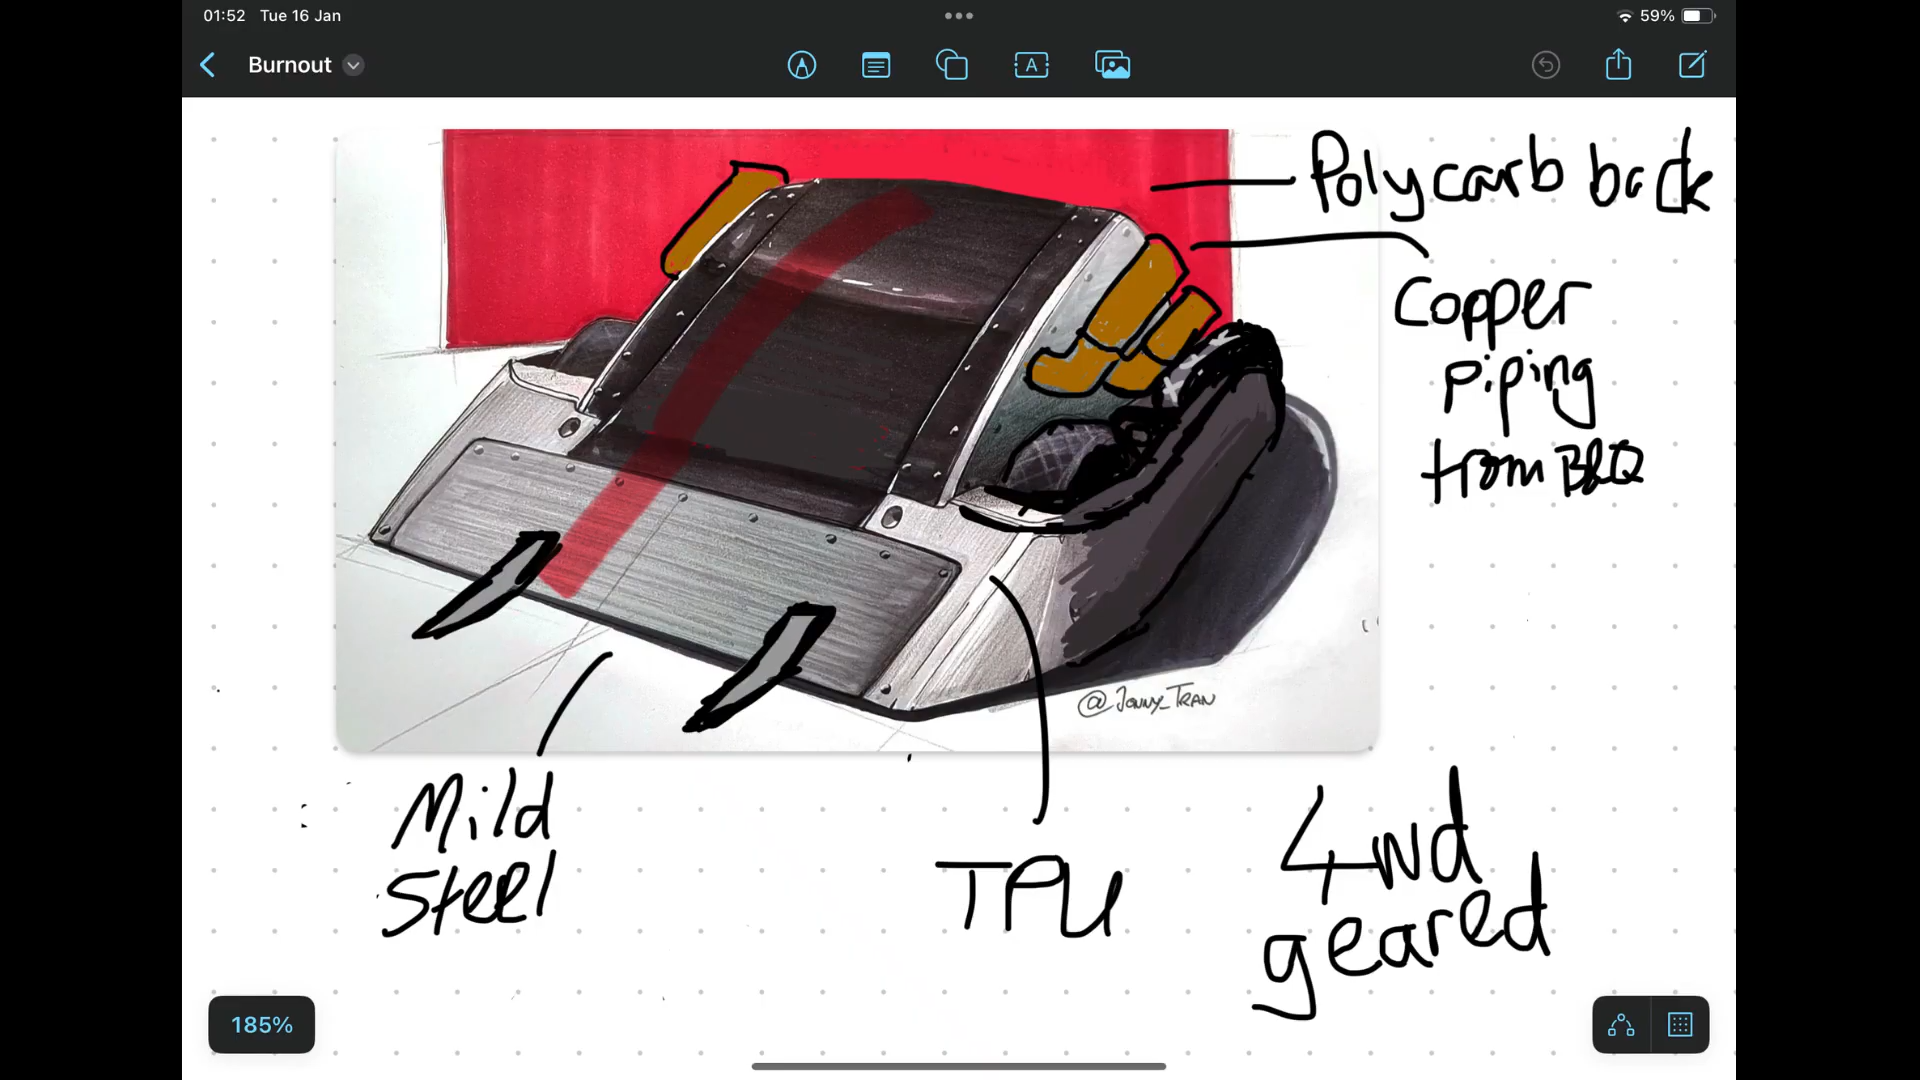 01:52 Tue 16 Jan
59%
Burnout
A
Polycarb back
Copper
piping
from B&Q
@Jonny_Tran
Mild
Steel
TPU
4wd
geared
185%